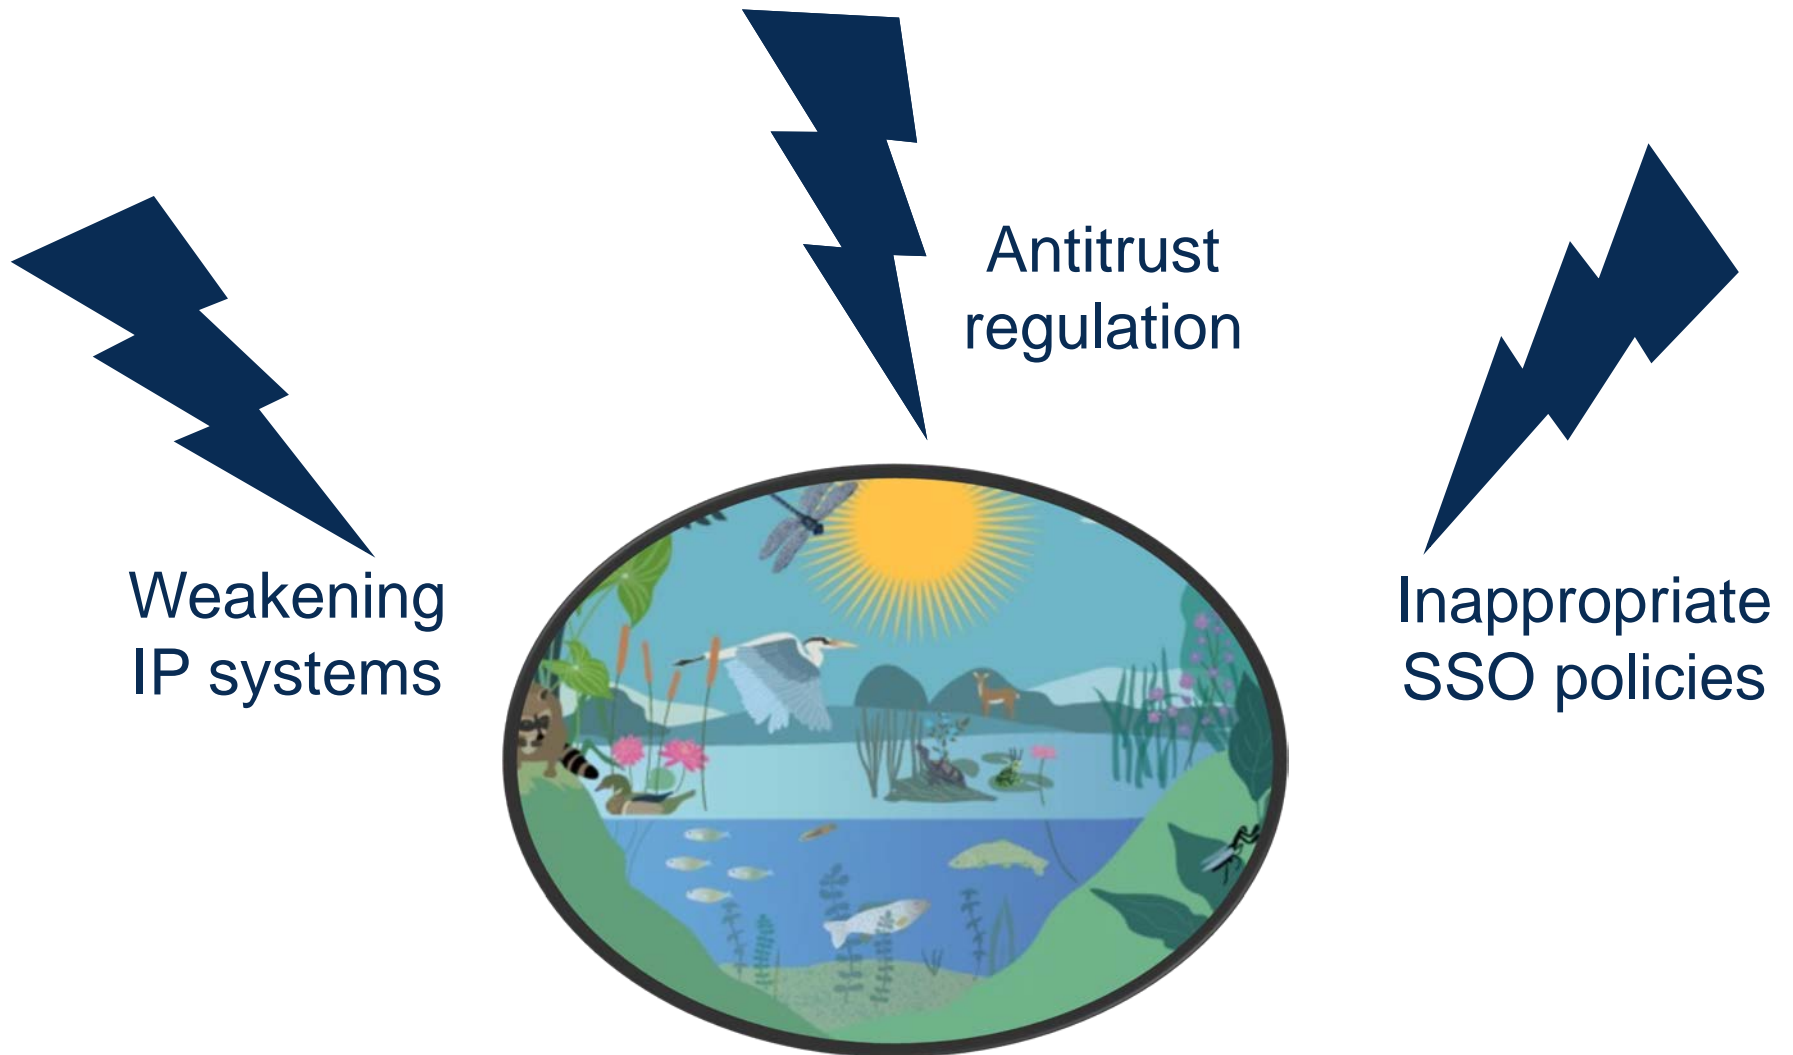 Antitrust
regulation
Weakening
IP systems
Inappropriate
SSO policies